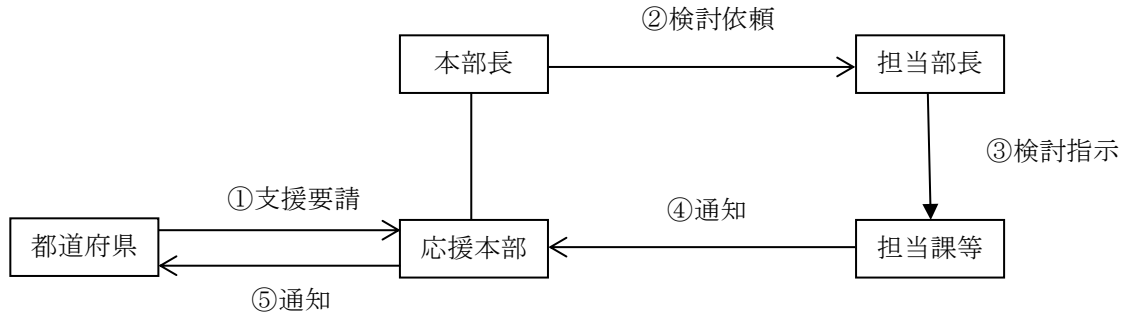 ②検討依頼
本部長
担当部長
③検討指示
①支援要請
④通知
都道府県
応援本部
担当課等
⑤通知